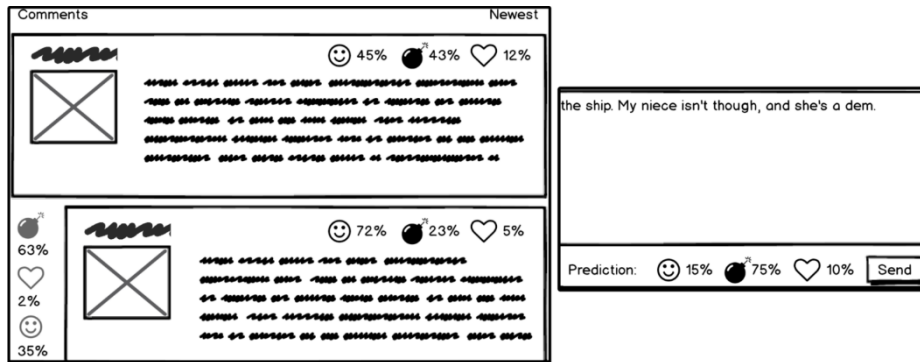 Comments Newest
45% 43% 12%
72% 23% 5%
63%
2%
35%
the ship. My niece isn't though, and she's a dem.
Prediction: 15% 75% 10% Send